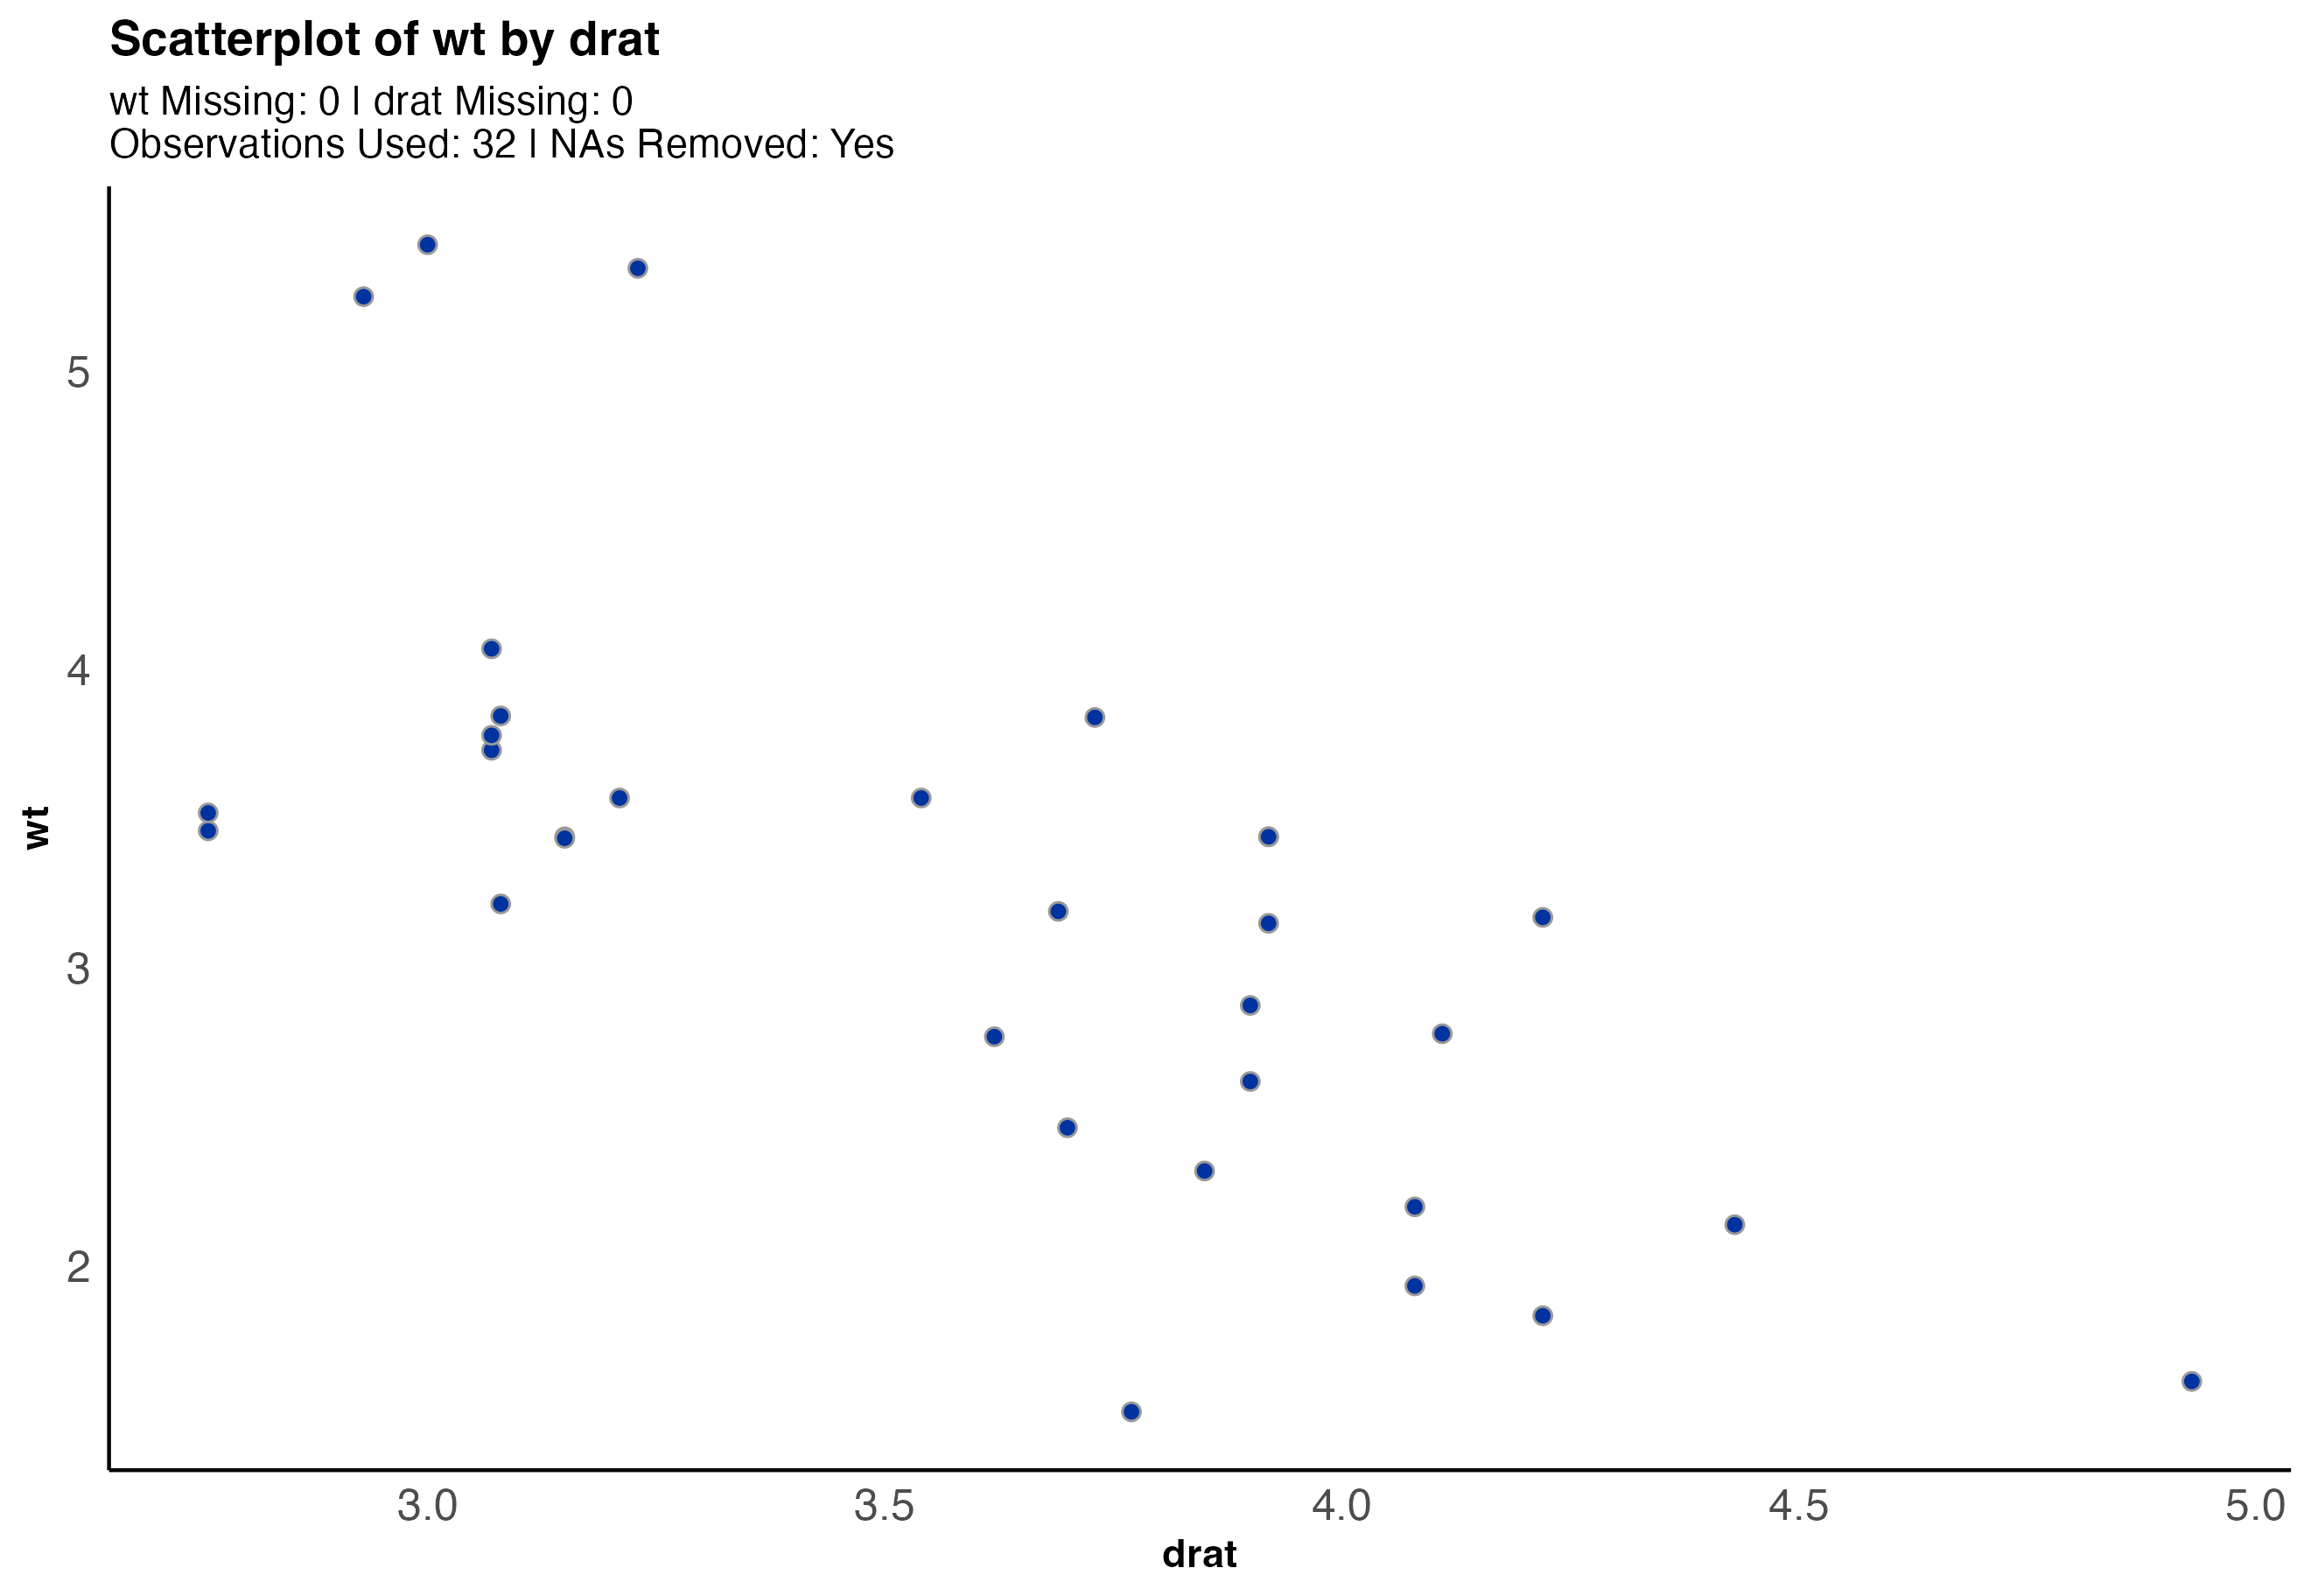 Scatterplot of wt by drat
wt Missing: 0 | drat Missing: 0
Observations Used: 32 | NAs Removed: Yes
5
4
3
2
wt
3.0 3.5 4.0 4.5 5.0
drat